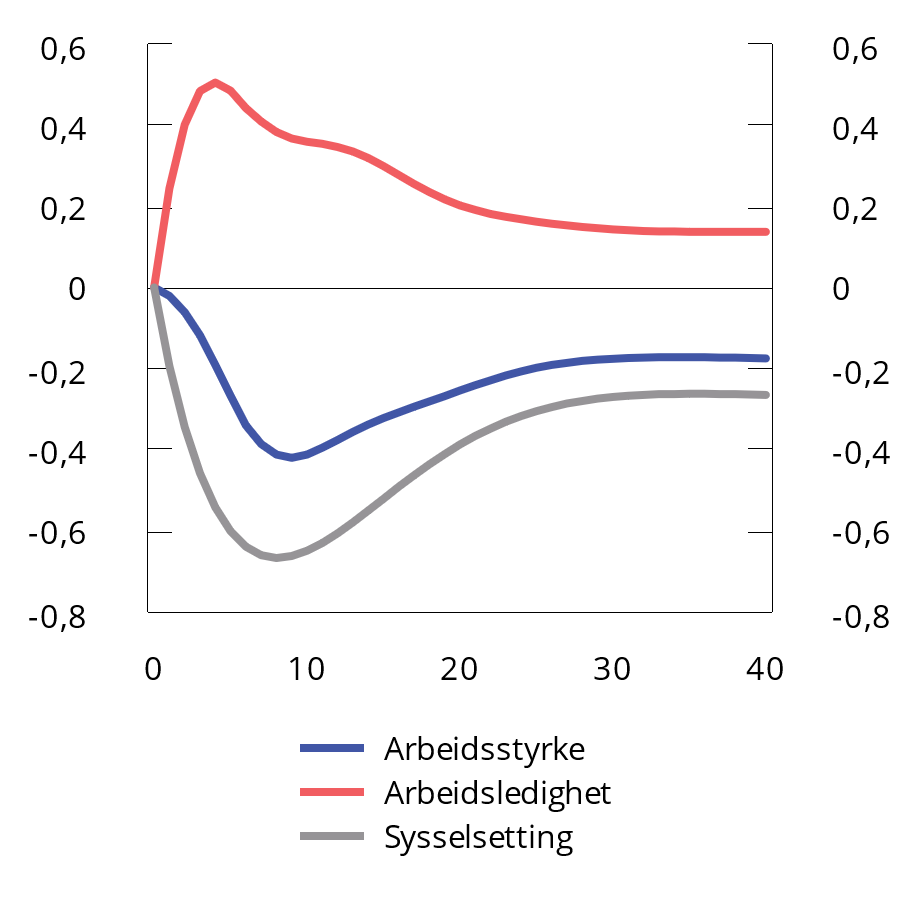 0,6 0,6
0,4 0,4
0,2 0,2
0 0
-0,2 -0,2
-0,4 -0,4
-0,6 -0,6
-0,8 -0,8
0 10 20 30 40
Arbeidsstyrke
Arbeidsledighet
Sysselsetting